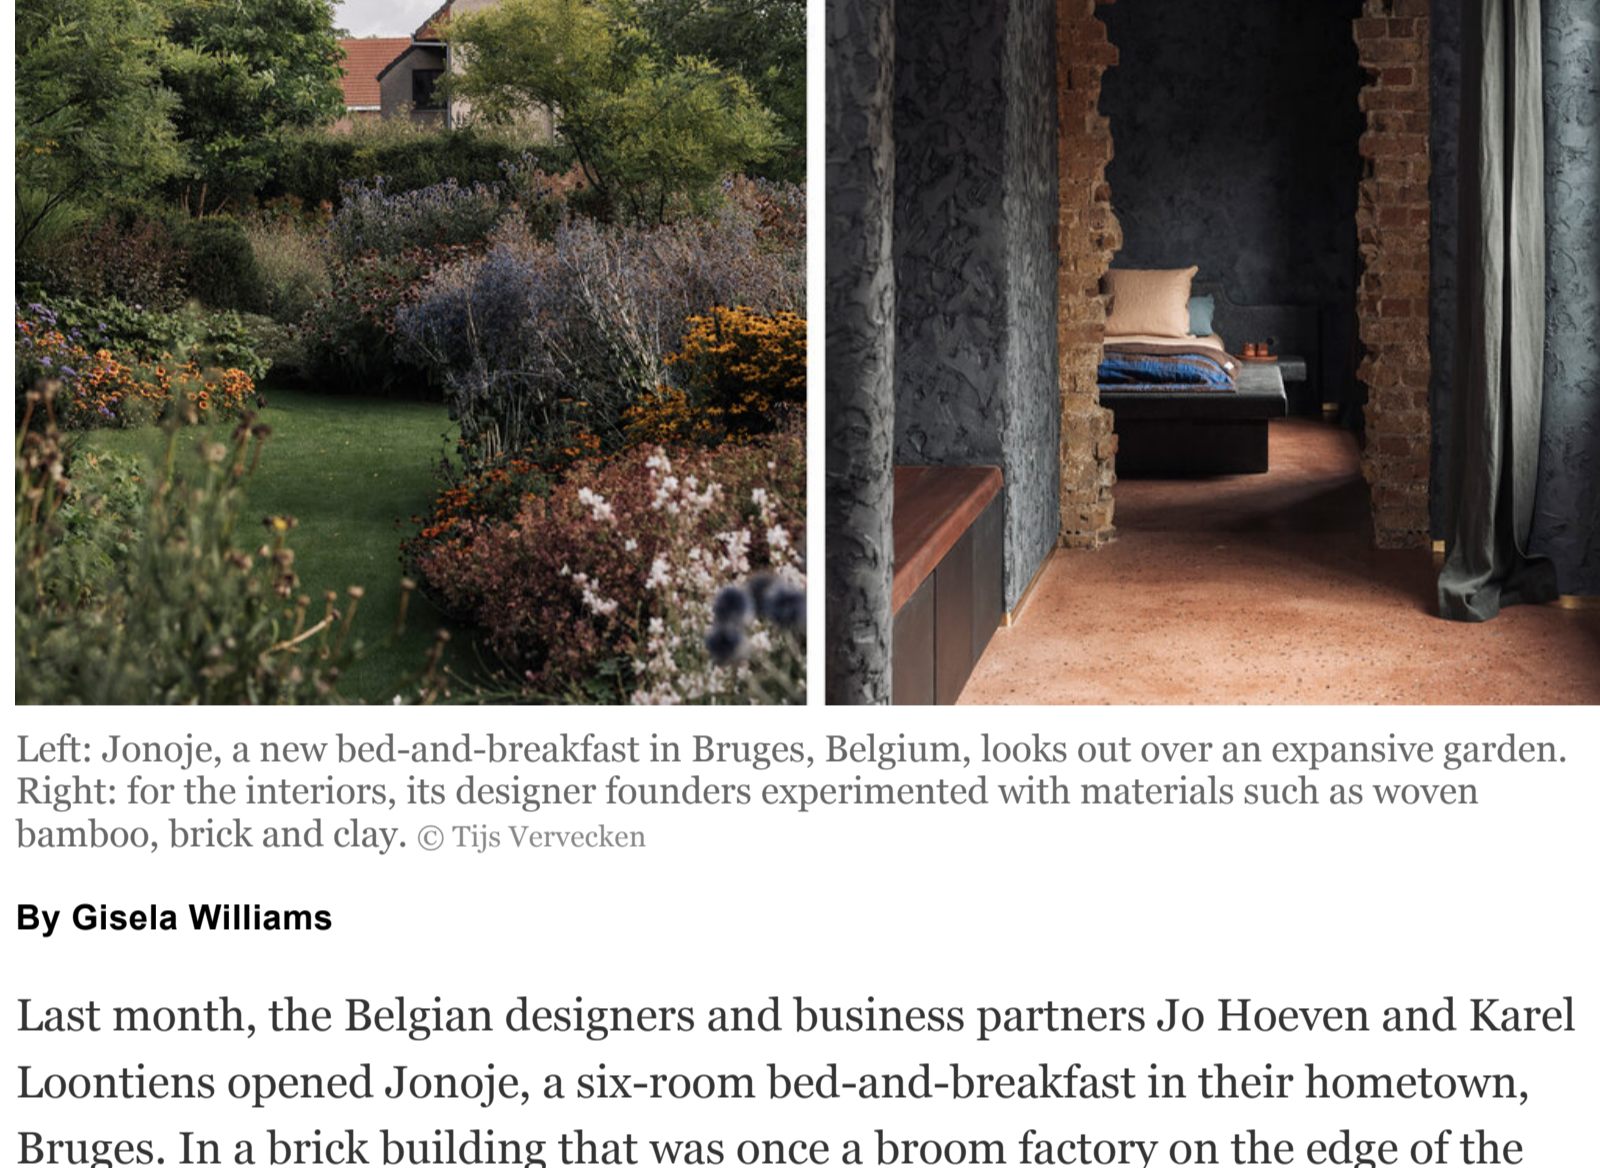 Left: Jonoje, a new bed-and-breakfast in Bruges, Belgium, looks out over an expansive garden.
Right: for the interiors, its designer founders experimented with materials such as woven
bamboo, brick and clay. © Tijs Vervecken
By Gisela Williams
Last month, the Belgian designers and business partners Jo Hoeven and Karel
Loontiens opened Jonoje, a six-room bed-and-breakfast in their hometown,
Bruges. In a brick building that was once a broom factory on the edge of the